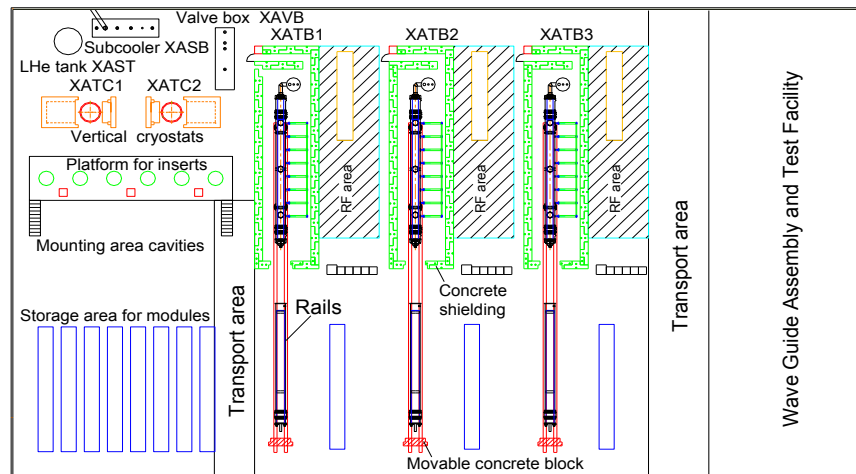 Valve box XAVB
Subcooler XASB
LHe tank XAST
XATC1
XATC2
Vertical cryostats
Platform for inserts
Mounting area cavities
Storage area for modules
Transport area
XATB1
XATB2
XATB3
RF area
RF area
RF area
Concrete
shielding
Rails
Movable concrete block
Transport area
Wave Guide Assembly and Test Facility